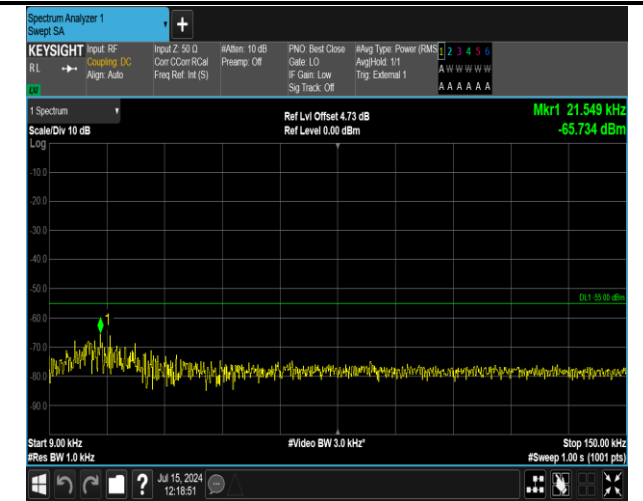 Spectrum Analyzer 1
Swept SA
+
KEYSIGHT
RL
Input: RF
Coupling: DC
Align: Auto
Input Z: 50 Ω
Corr CCorr RCal
Freq Ref: Int (S)
#Atten: 10 dB
Preamp: Off
PNO: Best Close
Gate: LO
IF Gain: Low
Sig Track: Off
#Avg Type: Power (RMS
Avg|Hold: 1/1
Trig: External 1
1 2 3 4 5 6
A W W W W W
A A A A A A
1 Spectrum
Scale/Div 10 dB
Log
Ref Lvl Offset 4.73 dB
Ref Level 0.00 dBm
Mkr1 21.549 kHz
-65.734 dBm
-10.0
-20.0
-30.0
-40.0
-50.0
DL1 -55.00 dBm
-60.0
1
-70.0
-80.0
-90.0
Start 9.00 kHz
#Res BW 1.0 kHz
#Video BW 3.0 kHz*
Stop 150.00 kHz
#Sweep 1.00 s (1001 pts)
?
Jul 15, 2024
12:18:51